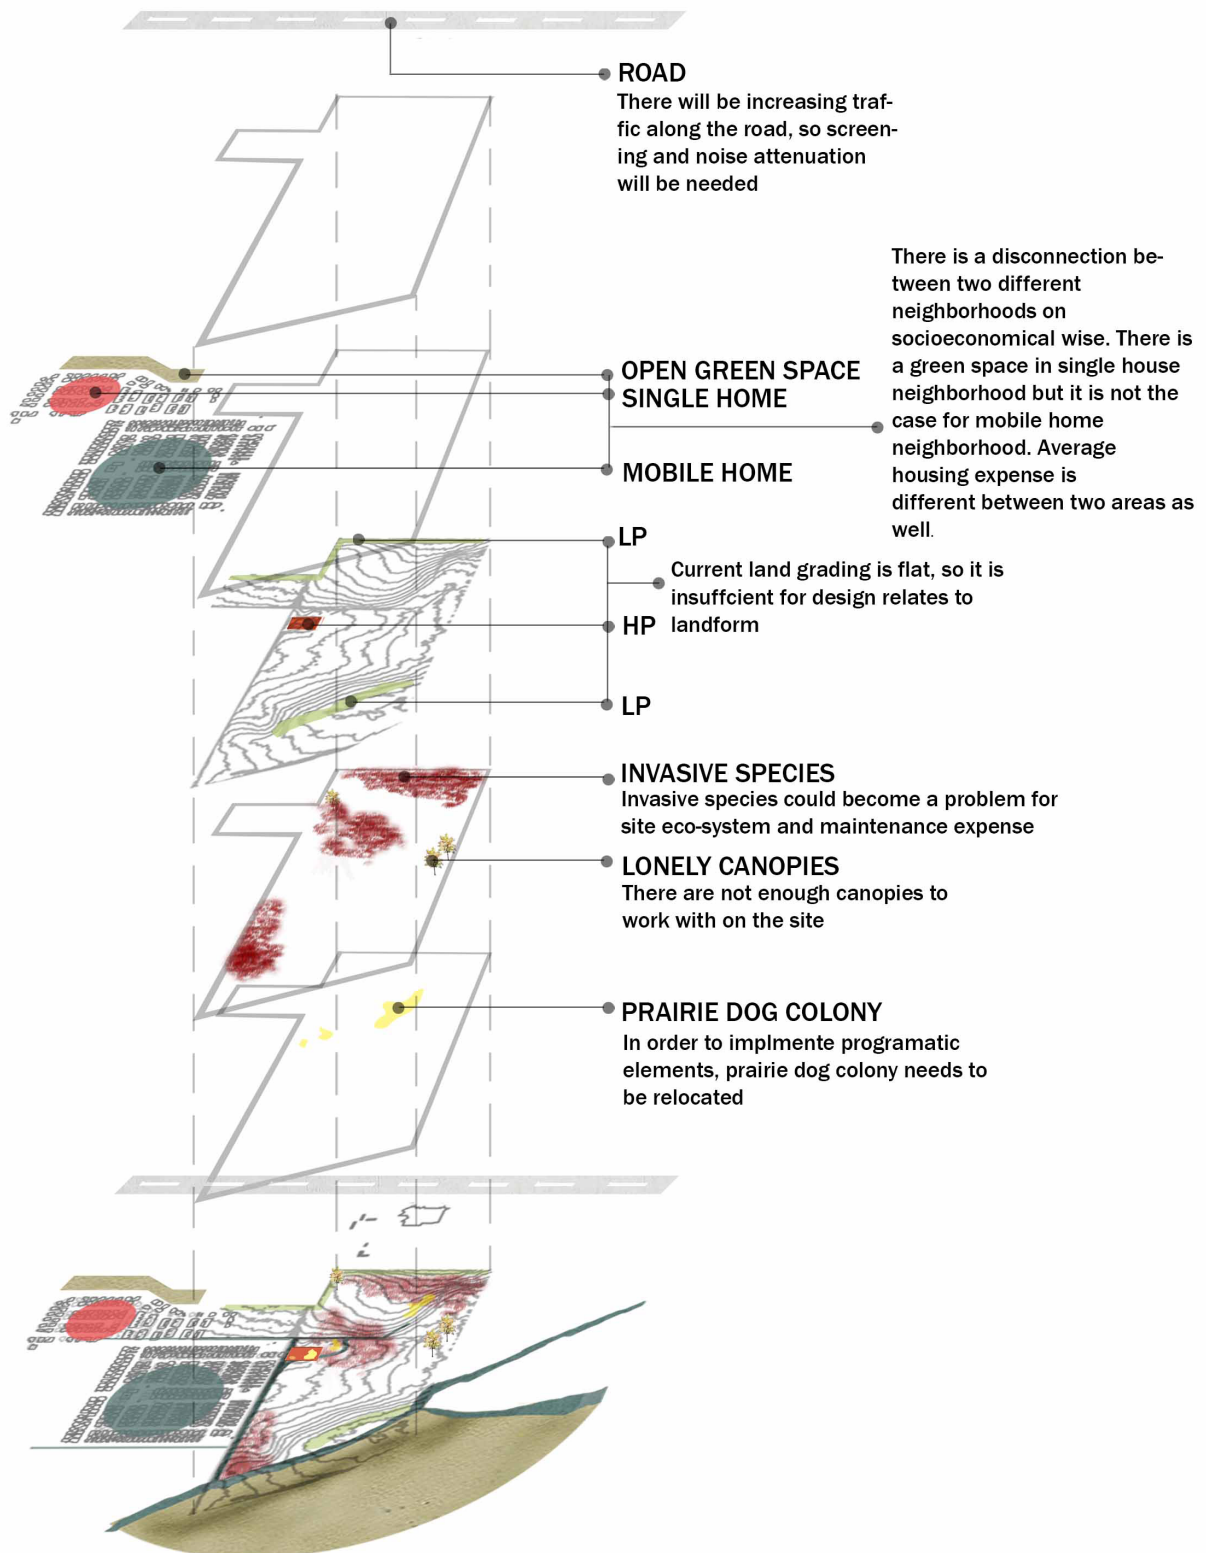 ROAD
There will be increasing traf-
fic along the road, so screen-
ing and noise attenuation
will be needed
There is a disconnection be-
tween two different
neighborhoods on
socioeconomical wise. There is
a green space in single house
neighborhood but it is not the
case for mobile home
neighborhood. Average
housing expense is
different between two areas as
well.
OPEN GREEN SPACE
SINGLE HOME
MOBILE HOME
LP
Current land grading is flat, so it is
insuffcient for design relates to
landform
HP
LP
INVASIVE SPECIES
Invasive species could become a problem for
site eco-system and maintenance expense
LONELY CANOPIES
There are not enough canopies to
work with on the site
PRAIRIE DOG COLONY
In order to implmente programatic
elements, prairie dog colony needs to
be relocated